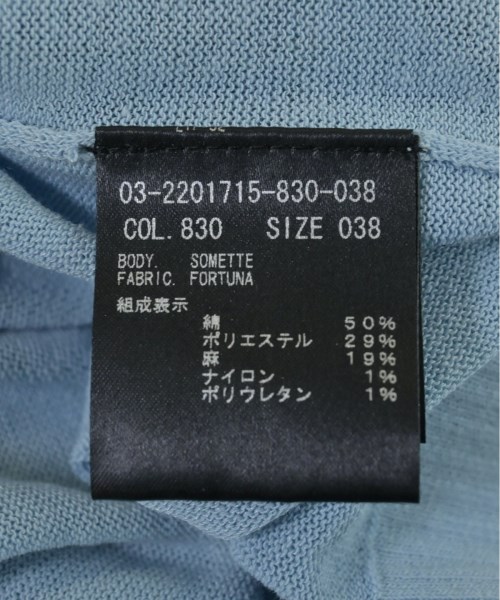 03-2201715-830-038
COL. 830 SIZE 038
BODY. SOMETTE
FABRIC. FORTUNA
組成表示
綿 50%
ポリエステル 29%
麻 19%
ナイロン 1%
ポリウレタン 1%